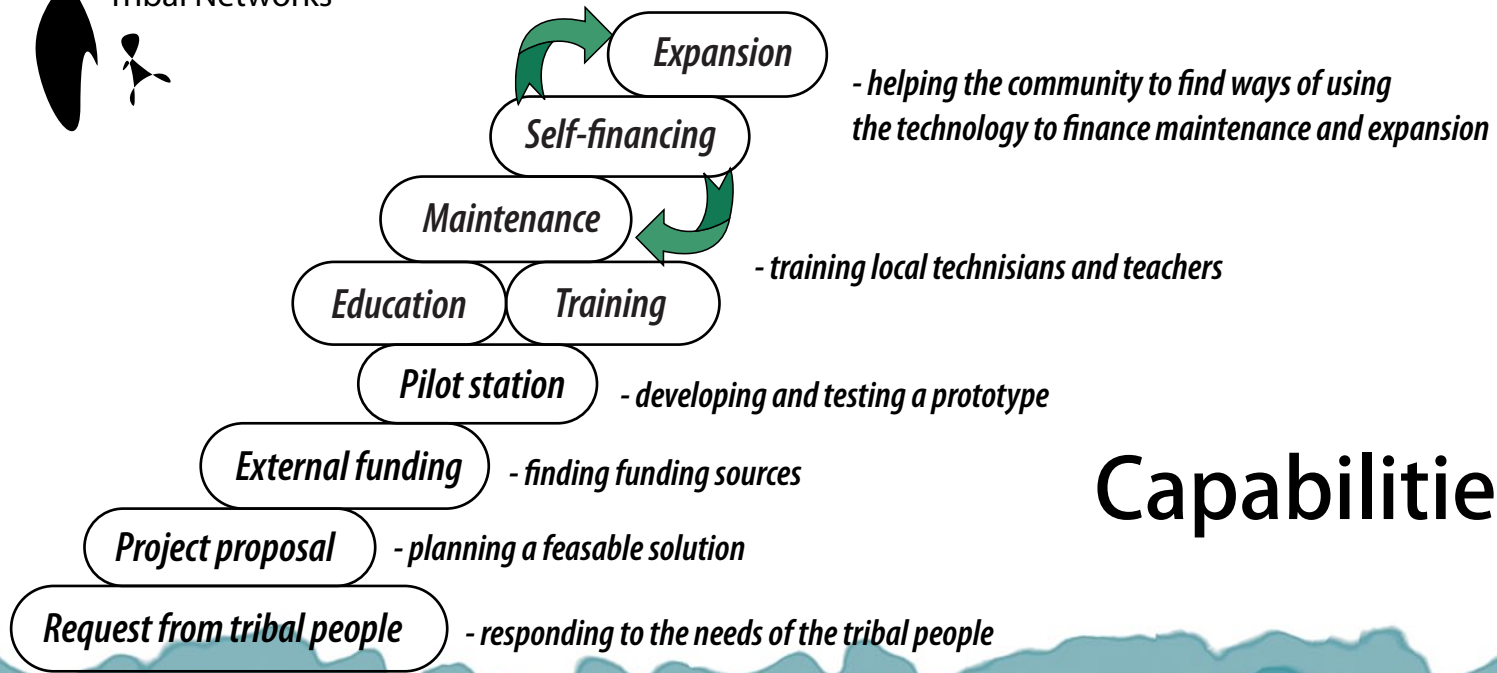 Tribal Networks
Expansion
- helping the community to find ways of using
the technology to finance maintenance and expansion
Self-financing
Maintenance
- training local technisians and teachers
Education
Training
Pilot station
- developing and testing a prototype
External funding
- finding funding sources
Capabilitie
Project proposal
- planning a feasable solution
Request from tribal people
- responding to the needs of the tribal people